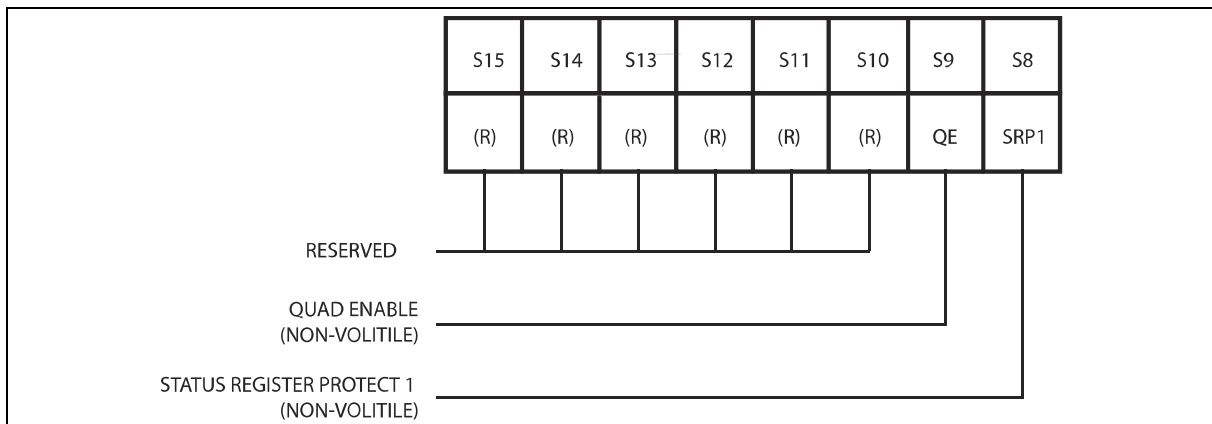 S15 S14 S13 S12 S11 S10 S9 S8
(R) (R) (R) (R) (R) (R) QE SRP1
RESERVED
QUAD ENABLE
(NON-VOLITILE)
STATUS REGISTER PROTECT 1
(NON-VOLITILE)